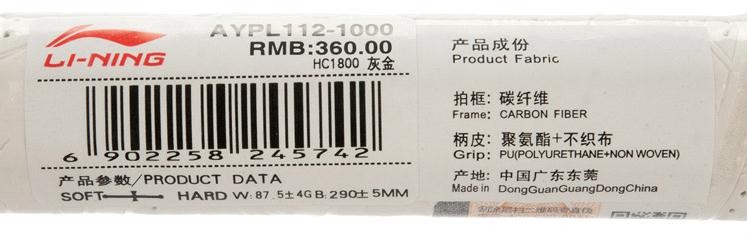 LI-NING
AYPL112-1000
RMB:360.00
HC1800 灰金
6 902258 245742
产品参数/PRODUCT DATA
SOFT HARD W:87.5±4G B:290±5MM
产品成份
Product Fabric
拍框: 碳纤维
Frame: CARBON FIBER
柄皮: 聚氨酯+不织布
Grip: PU(POLYURETHANE+NON WOVEN)
产地: 中国广东东莞
Made in DongGuanGuangDongChina